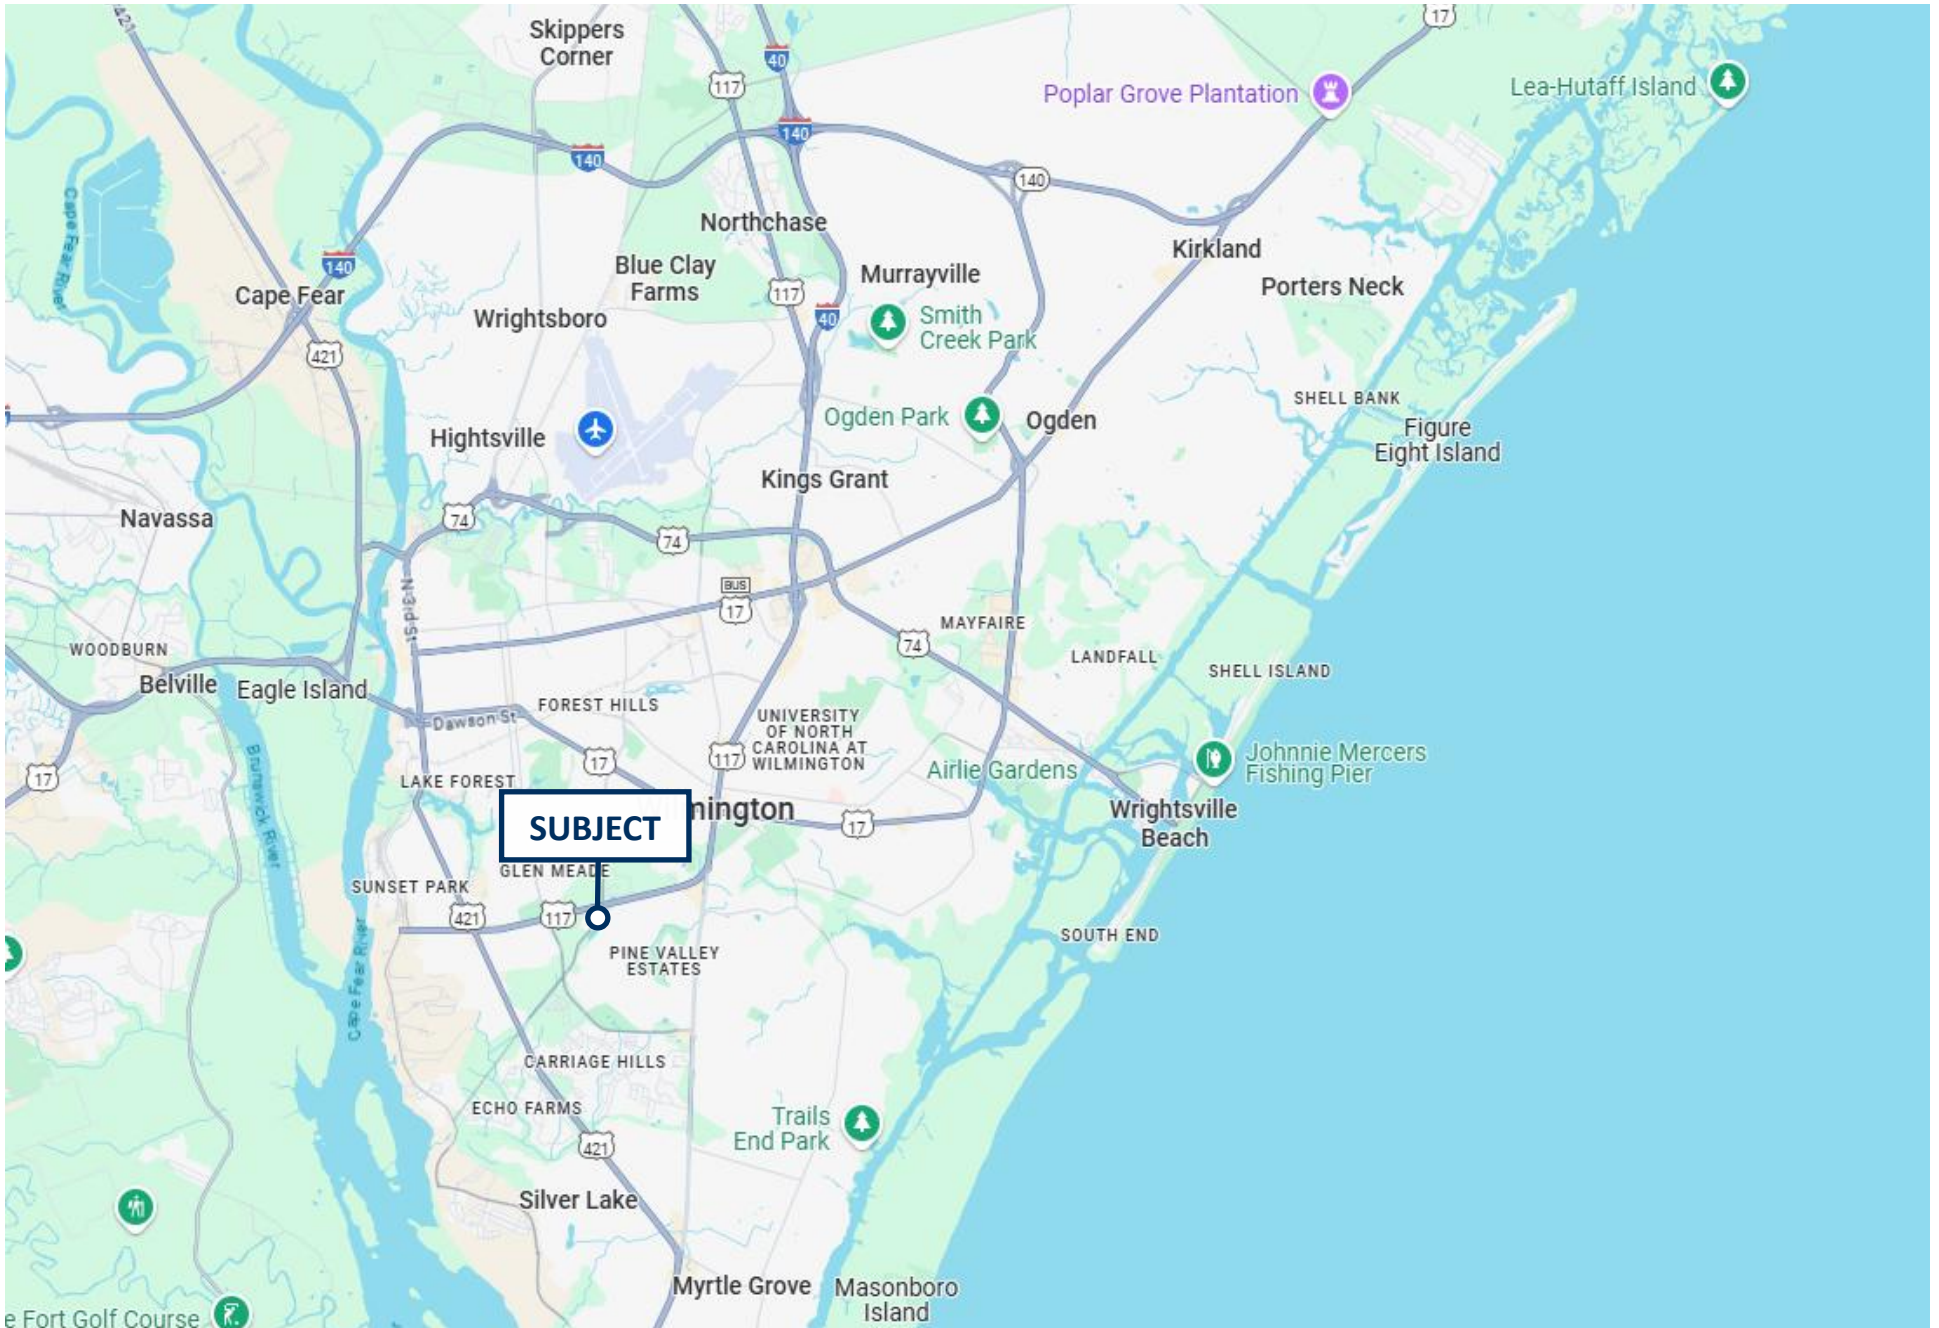 421
Skippers
Corner
40
17
117
Poplar Grove Plantation
Lea-Hutaff Island
140
140
140
Cape Fear River
Northchase
Kirkland
140
Blue Clay
Farms
117
Murrayville
Porters Neck
Cape Fear
Wrightsboro
40
Smith
Creek Park
421
SHELL BANK
Ogden Park
Ogden
Hightsville
Figure
Eight Island
Kings Grant
Navassa
74
74
BUS
17
N 3rd St
MAYFAIRE
74
WOODBURN
LANDFALL
SHELL ISLAND
Belville
Eagle Island
FOREST HILLS
Dawson St
UNIVERSITY
OF NORTH
CAROLINA AT
WILMINGTON
117
17
17
Brunswick River
LAKE FOREST
Airlie Gardens
Johnnie Mercers
Fishing Pier
mington
17
Wrightsville
Beach
SUBJECT
GLEN MEADE
SUNSET PARK
421
117
Cape Fear River
PINE VALLEY
ESTATES
SOUTH END
CARRIAGE HILLS
ECHO FARMS
Trails
End Park
421
Silver Lake
Myrtle Grove
Masonboro
Island
e Fort Golf Course